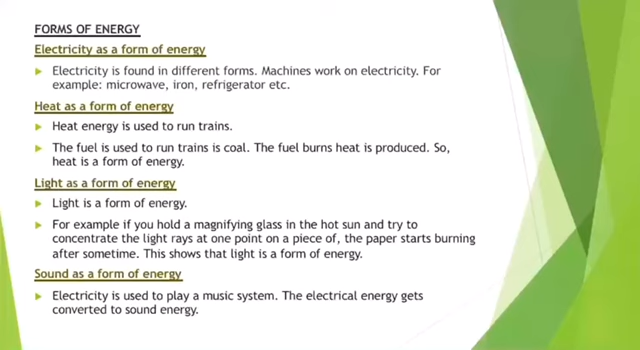 FORMS OF ENERGY
Electricity as a form of energy
Electricity is found in different forms. Machines work on electricity. For
example: microwave, iron, refrigerator etc.
Heat as a form of energy
Heat energy is used to run trains.
The fuel is used to run trains is coal. The fuel burns heat is produced. So,
heat is a form of energy.
Light as a form of energy
Light is a form of energy.
For example if you hold a magnifying glass in the hot sun and try to
concentrate the light rays at one point on a piece of, the paper starts burning
after sometime. This shows that light is a form of energy.
Sound as a form of energy
Electricity is used to play a music system. The electrical energy gets
converted to sound energy.